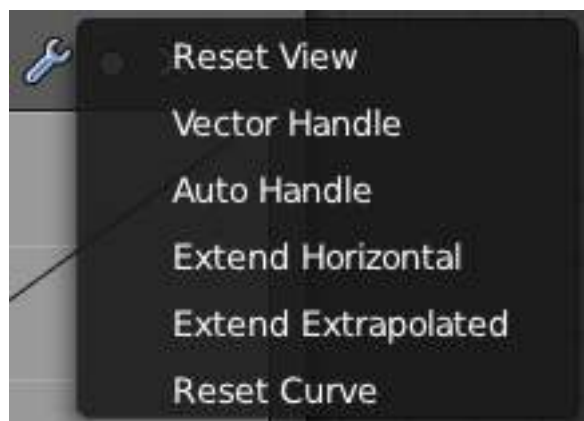 Reset View
Vector Handle
Auto Handle
Extend Horizontal
Extend Extrapolated
Reset Curve